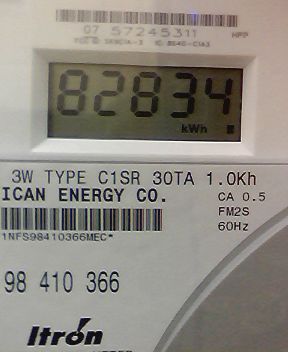 07 57245311
82834
kWh
3W TYPE C1SR 30TA 1.0Kh
ICAN ENERGY CO. CA 0.5
FM2S
60Hz
1NFS98410366MEC*
98 410 366
Itron